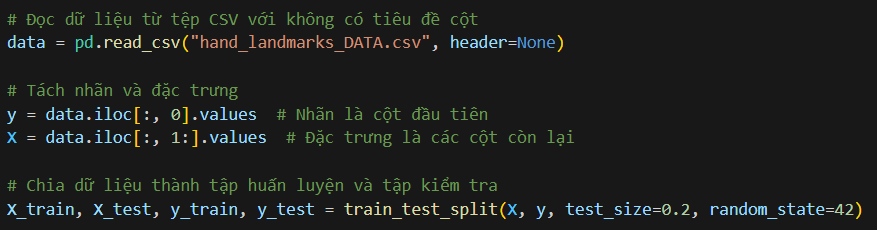 # Đọc dữ liệu từ tệp CSV với không có tiêu đề cột
data = pd.read_csv("hand_landmarks_DATA.csv", header=None)
# Tách nhãn và đặc trưng
y = data.iloc[:, 0].values  # Nhãn là cột đầu tiên
X = data.iloc[:, 1:].values  # Đặc trưng là các cột còn lại
# Chia dữ liệu thành tập huấn luyện và tập kiểm tra
X_train, X_test, y_train, y_test = train_test_split(X, y, test_size=0.2, random_state=42)